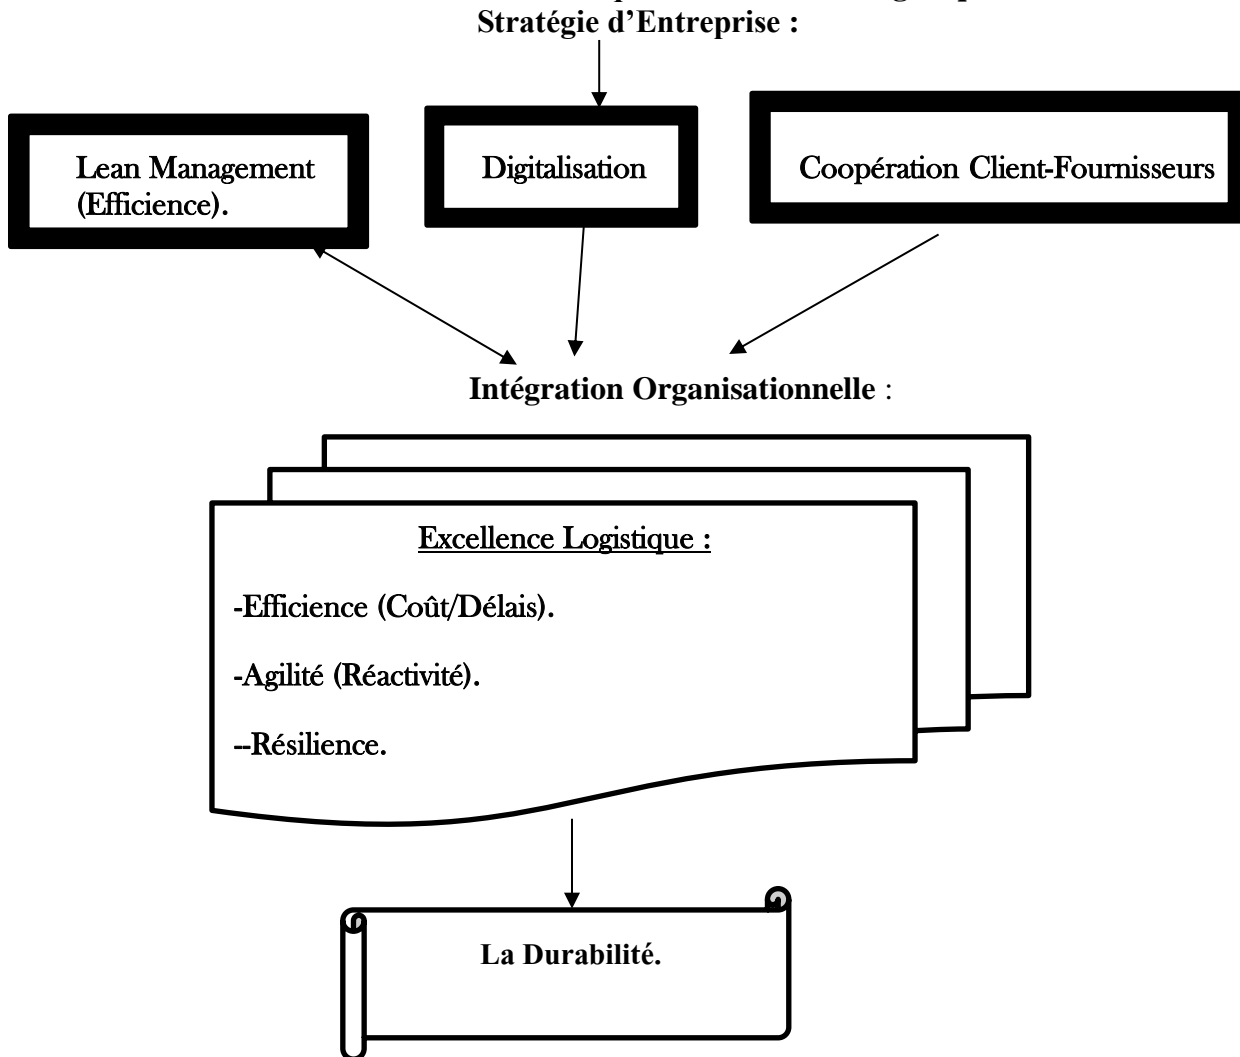 Stratégie d’Entreprise :
Lean Management
(Efficience).
Digitalisation
Coopération Client-Fournisseurs
Intégration Organisationnelle :
Excellence Logistique :
-Efficience (Coût/Délais).
-Agilité (Réactivité).
--Résilience.
La Durabilité.